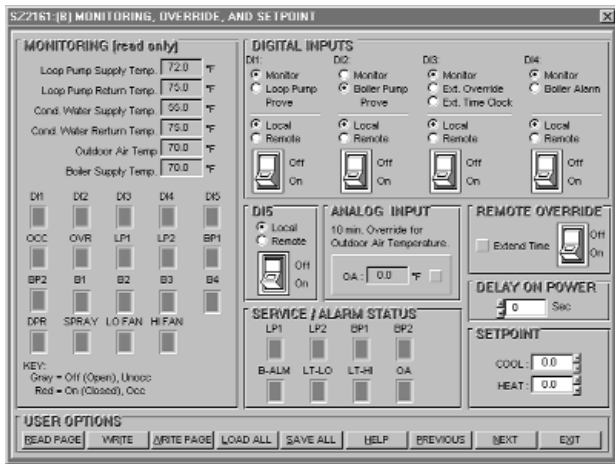 SZ2161:(B) MONITORING, OVERRIDE, AND SETPOINT
MONITORING (read only)
Loop Pump Supply Temp. 72.0 °F
Loop Pump Return Temp. 75.0 °F
Cond. Water Supply Temp. 55.0 °F
Cond. Water Rerturn Temp. 75.0 °F
Outdoor Air Temp 70.0 °F
Boiler Supply Temp. 70.0 °F
DI1 DI2 DI3 DI4 DI5
OCC OVR LP1 LP2 BP1
BP2 B1 B2 B3 B4
DPR SPRAY LO FAN HI FAN
KEY:
Gray = Off (Open), Unocc
Red = On (Closed), Occ
DIGITAL INPUTS
DI1: DI2: DI3: DI4:
Monitor Monitor Monitor Monitor
Loop Pump Boiler Pump Ext. Override Boiler Alarm
Prove Prove Ext. Time Clock
Local Local Local Local
Remote Remote Remote Remote
Off Off Off Off
On On On On
DI5
Local
Remote
Off
On
ANALOG INPUT
10 min. Override for
Outdoor Air Temperature.
OA: 0.0 °F
REMOTE OVERRIDE
Extend Time
Off
On
DELAY ON POWER
0 Sec
SERVICE / ALARM STATUS
LP1 LP2 BP1 BP2
B-ALM LT-LO LT-HI OA
SETPOINT
COOL: 0.0
HEAT: 0.0
USER OPTIONS
READ PAGE WRITE WRITE PAGE LOAD ALL SAVE ALL HELP PREVIOUS NEXT EXIT